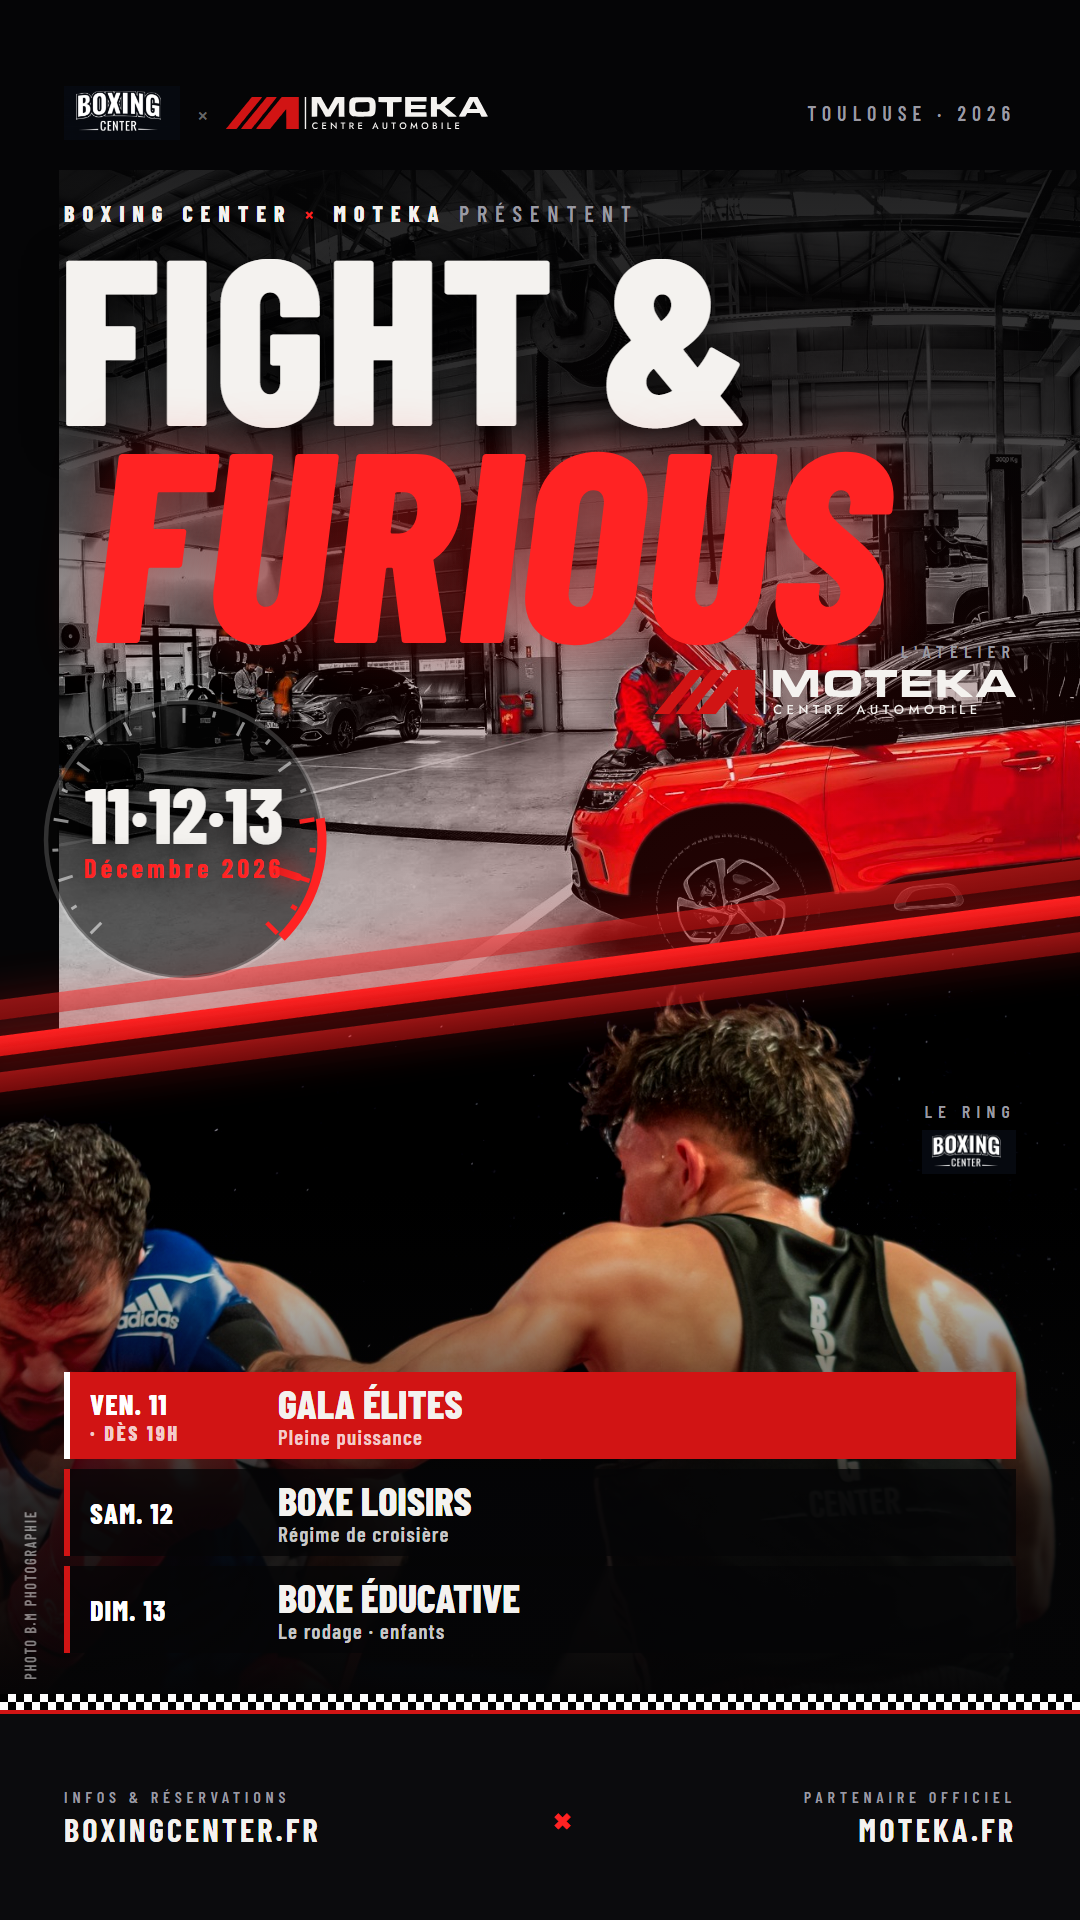 BOXING CENTER × MOTEKA CENTRE AUTOMOBILE
TOULOUSE · 2026
BOXING CENTER × MOTEKA PRÉSENTENT
FIGHT &
FURIOUS
L'ATELIER
MOTEKA
CENTRE AUTOMOBILE
11·12·13
Décembre 2026
LE RING
BOXING
CENTER
adidas
VEN. 11
· DÈS 19H
GALA ÉLITES
Pleine puissance
SAM. 12
BOXE LOISIRS
Régime de croisière
CENTER
DIM. 13
BOXE ÉDUCATIVE
Le rodage · enfants
PHOTO B.M PHOTOGRAPHIE
INFOS & RÉSERVATIONS
BOXINGCENTER.FR
×
PARTENAIRE OFFICIEL
MOTEKA.FR